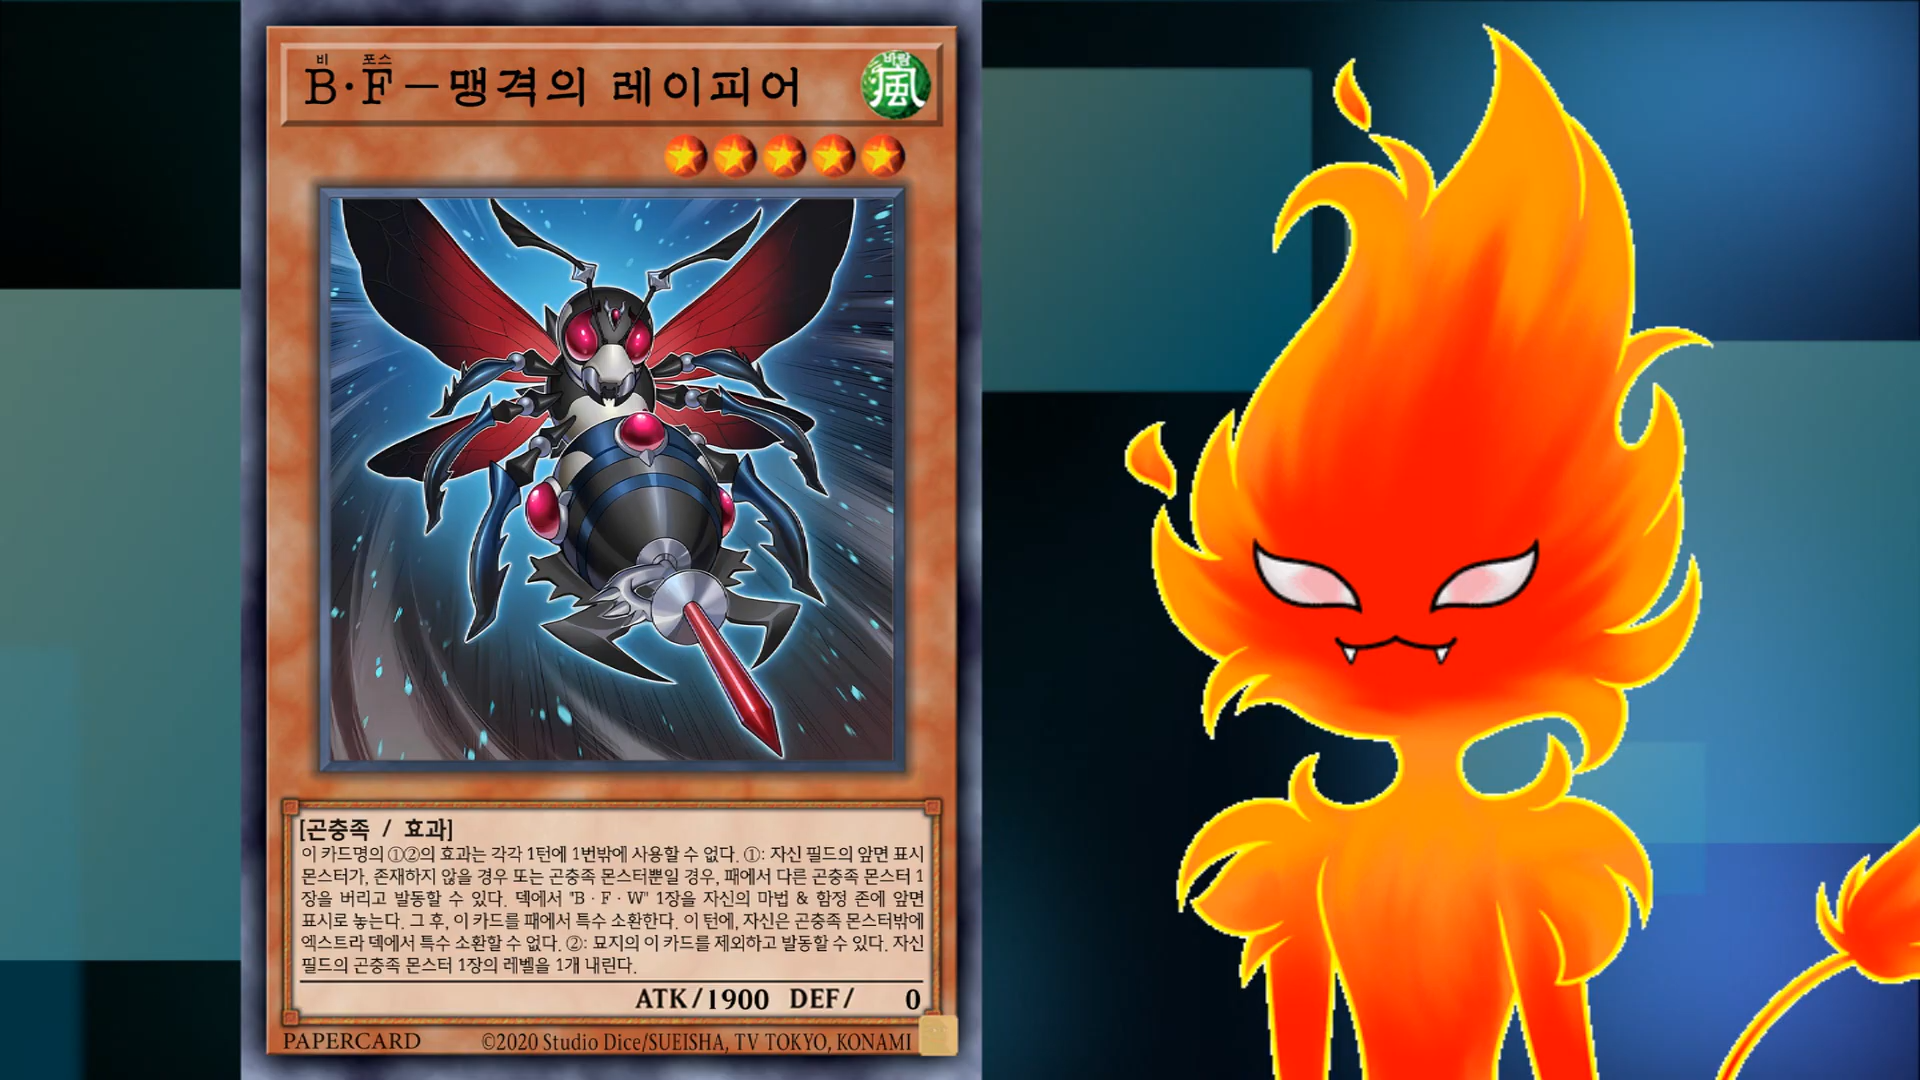 비 포스
B·F－맹격의 레이피어
바람
風
[곤충족 / 효과]
이 카드명의 ①②의 효과는 각각 1턴에 1번밖에 사용할 수 없다. ①: 자신 필드의 앞면 표시
몬스터가, 존재하지 않을 경우 또는 곤충족 몬스터뿐일 경우, 패에서 다른 곤충족 몬스터 1
장을 버리고 발동할 수 있다. 덱에서 "B · F · W" 1장을 자신의 마법 & 함정 존에 앞면
표시로 놓는다. 그 후, 이 카드를 패에서 특수 소환한다. 이 턴에, 자신은 곤충족 몬스터밖에
엑스트라 덱에서 특수 소환할 수 없다. ②: 묘지의 이 카드를 제외하고 발동할 수 있다. 자신
필드의 곤충족 몬스터 1장의 레벨을 1개 내린다.
ATK/1900 DEF/ 0
PAPERCARD ©2020 Studio Dice/SUEISHA, TV TOKYO, KONAMI